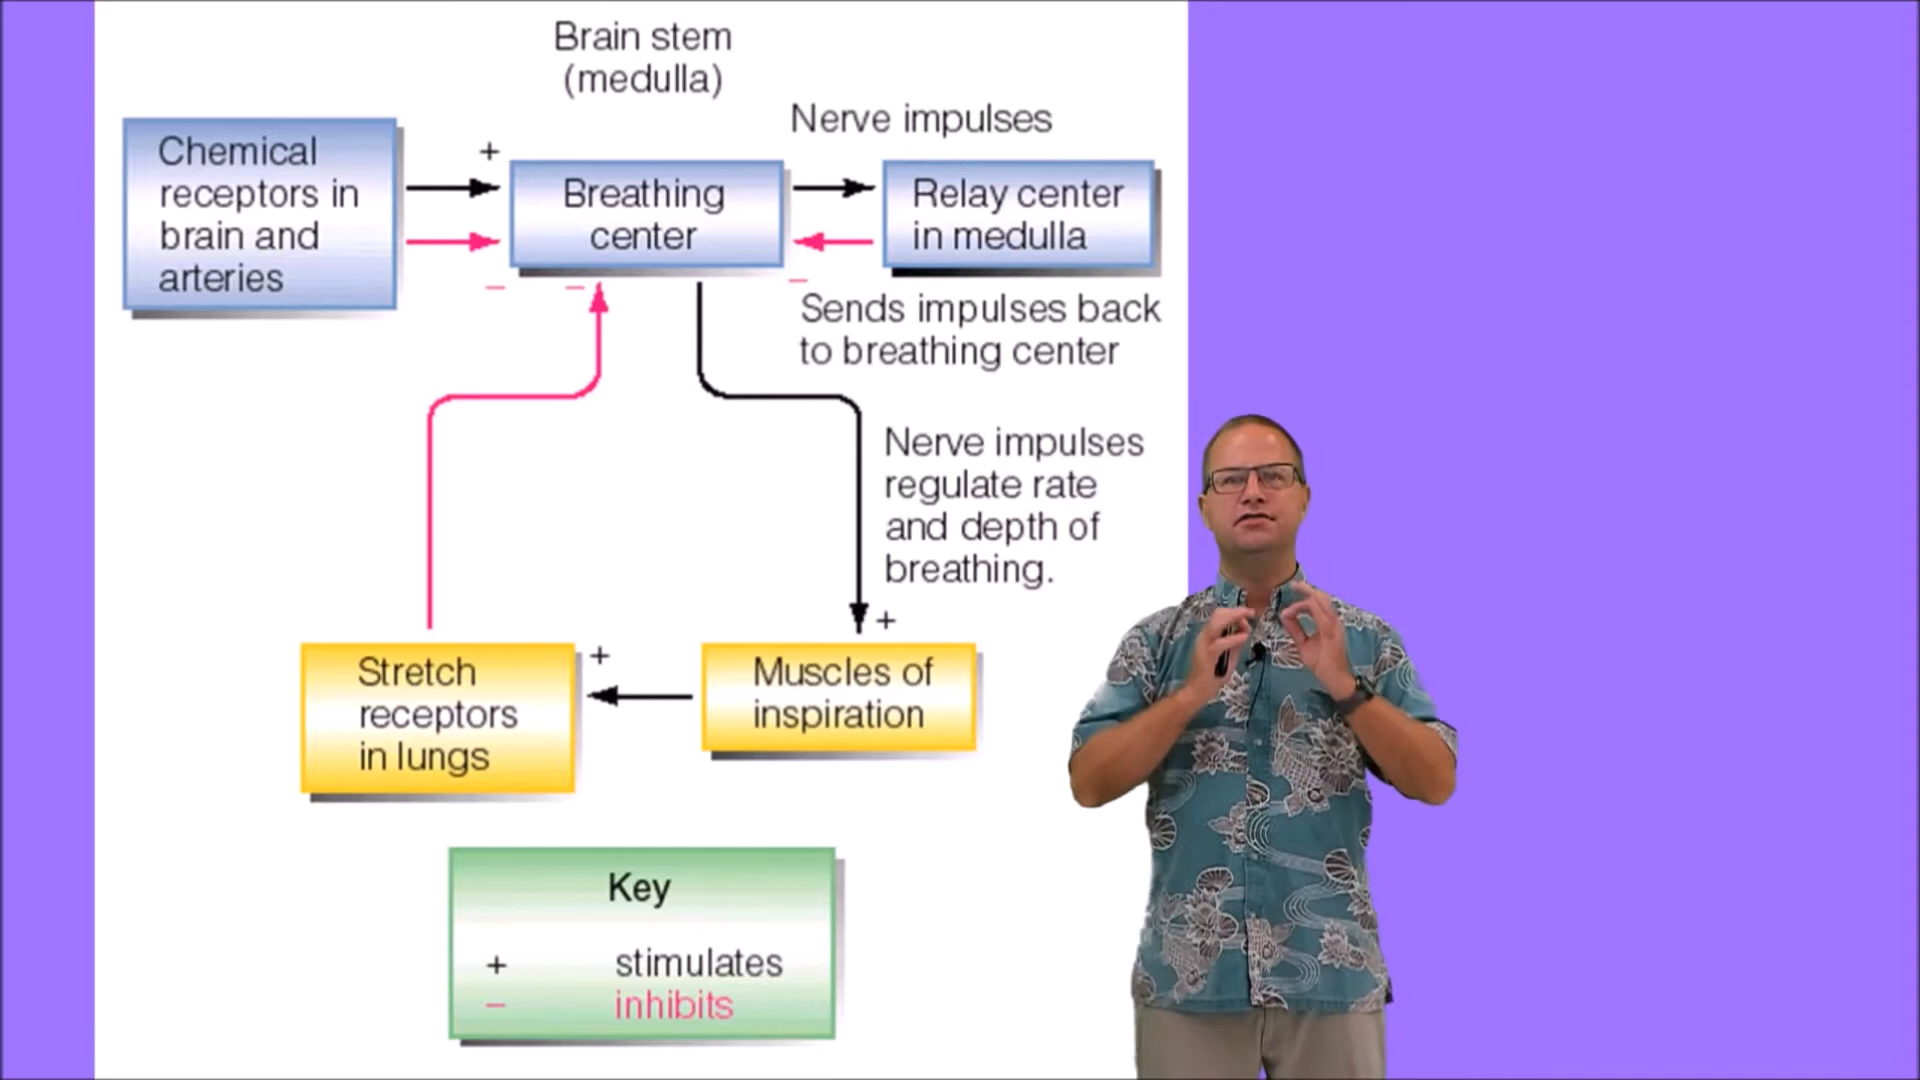 Brain stem
(medulla)
Nerve impulses
Chemical
receptors in
brain and
arteries
+
Breathing
center
Relay center
in medulla
–
–
–
Sends impulses back
to breathing center
Nerve impulses
regulate rate
and depth of
breathing.
+
Stretch
receptors
in lungs
+
Muscles of
inspiration
Key
+ stimulates
– inhibits